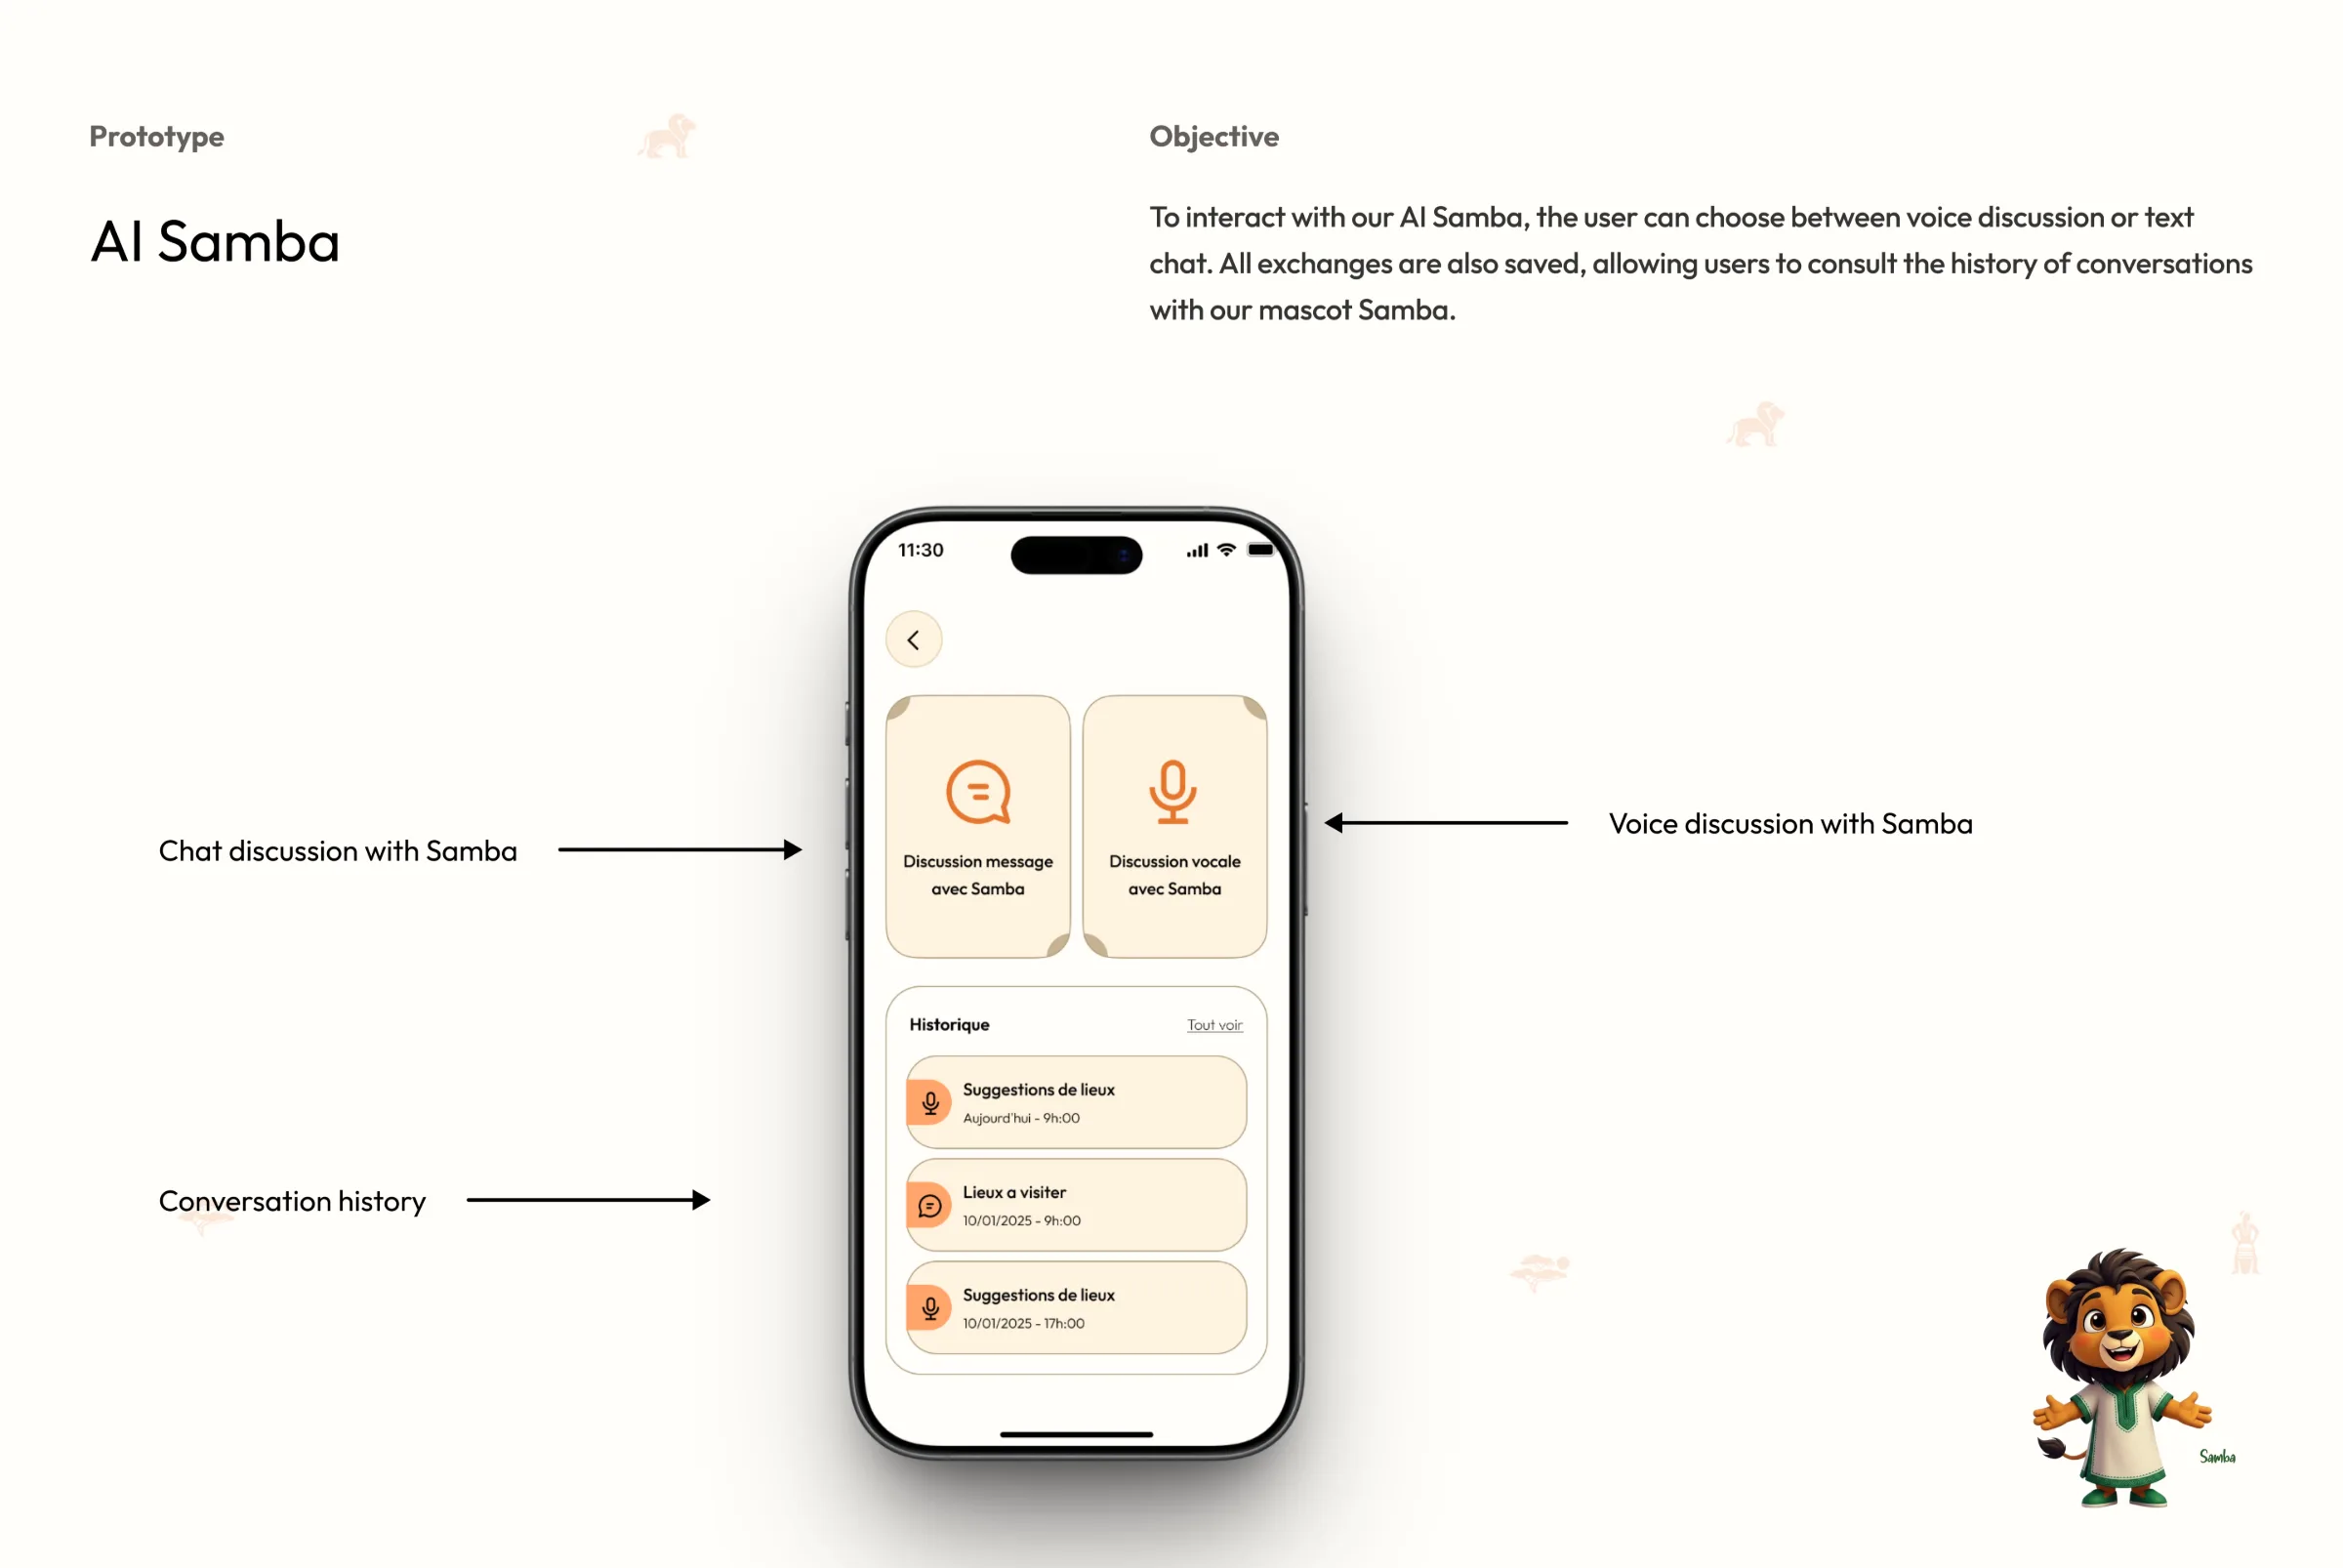 Prototype
AI Samba
Objective
To interact with our AI Samba, the user can choose between voice discussion or text
chat. All exchanges are also saved, allowing users to consult the history of conversations
with our mascot Samba.
11:30
Chat discussion with Samba
Discussion message
avec Samba
Discussion vocale
avec Samba
Voice discussion with Samba
Historique
Tout voir
Suggestions de lieux
Aujourd'hui - 9h:00
Conversation history
Lieux a visiter
10/01/2025 - 9h:00
Suggestions de lieux
10/01/2025 - 17h:00
Samba